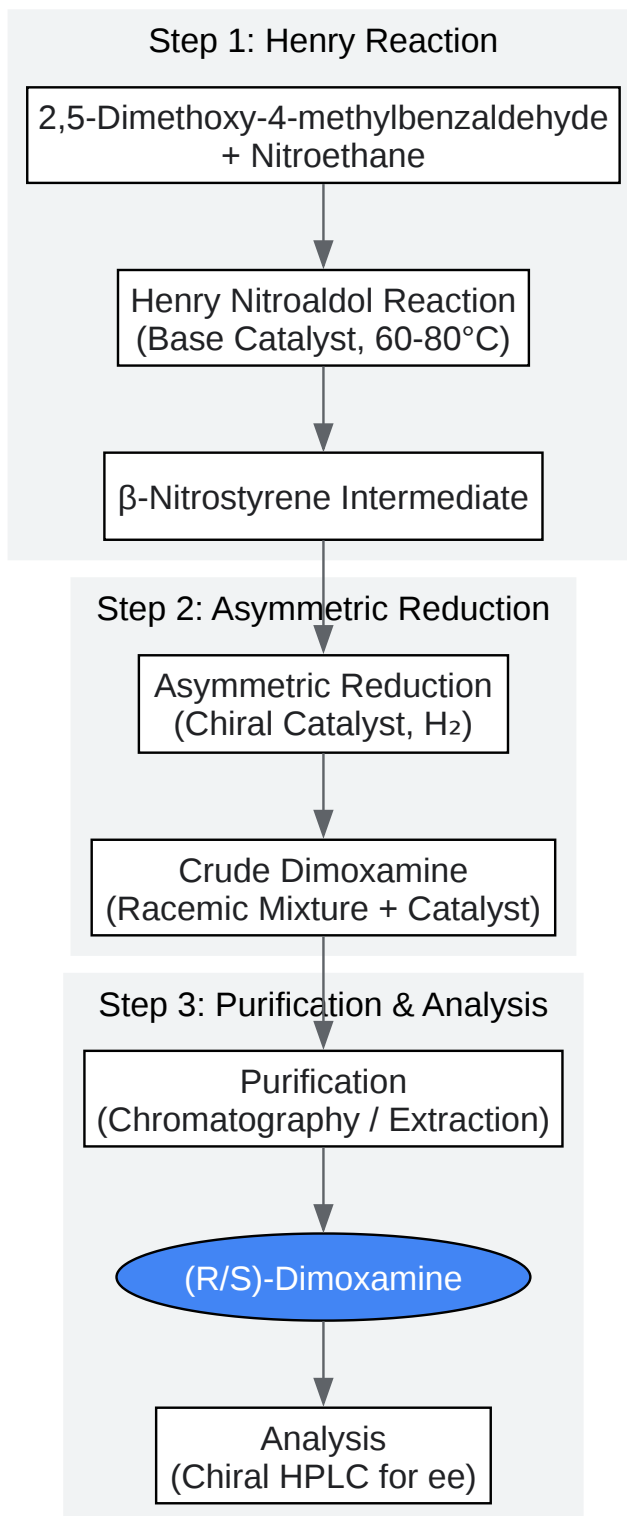 Step 1: Henry Reaction
2,5-Dimethoxy-4-methylbenzaldehyde
+ Nitroethane
Henry Nitroaldol Reaction
(Base Catalyst, 60-80°C)
β-Nitrostyrene Intermediate
Step 2: Asymmetric Reduction
Asymmetric Reduction
(Chiral Catalyst, H₂)
Crude Dimoxamine
(Racemic Mixture + Catalyst)
Step 3: Purification & Analysis
Purification
(Chromatography / Extraction)
(R/S)-Dimoxamine
Analysis
(Chiral HPLC for ee)